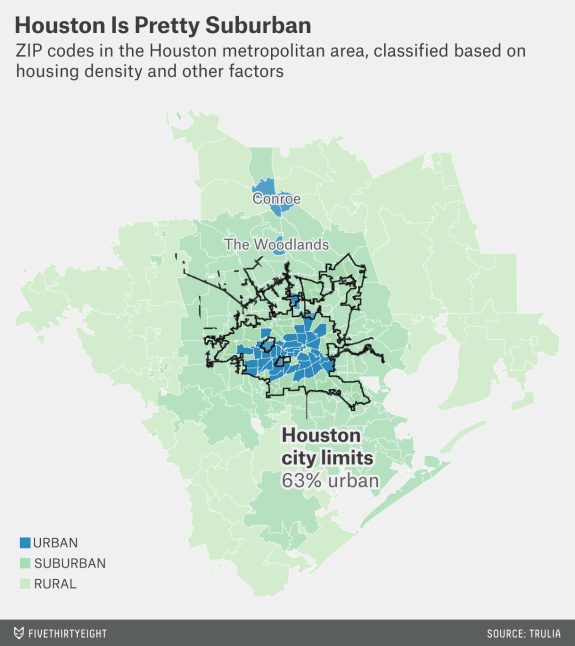 Houston Is Pretty Suburban
ZIP codes in the Houston metropolitan area, classified based on
housing density and other factors
Conroe
The Woodlands
Houston
city limits
63% urban
URBAN
SUBURBAN
RURAL
FIVETHIRTYEIGHT
SOURCE: TRULIA